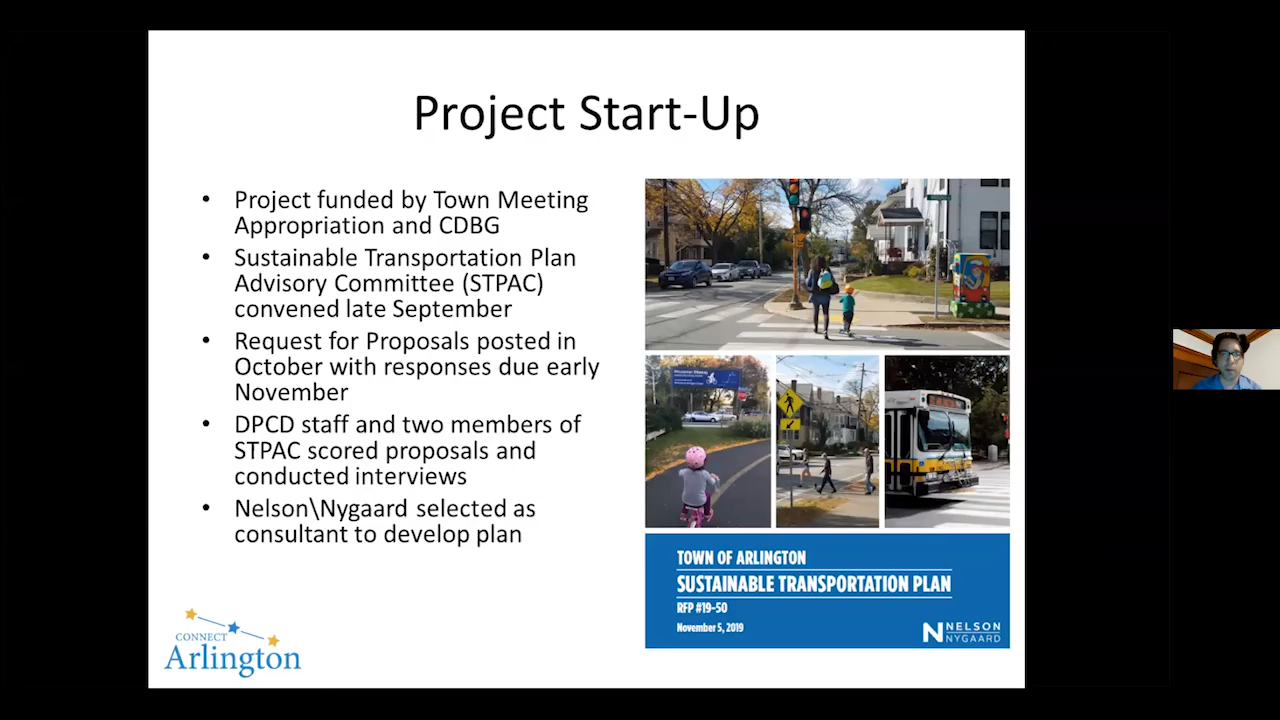 Project Start-Up
• Project funded by Town Meeting
Appropriation and CDBG
• Sustainable Transportation Plan
Advisory Committee (STPAC)
convened late September
• Request for Proposals posted in
October with responses due early
November
• DPCD staff and two members of
STPAC scored proposals and
conducted interviews
• Nelson\Nygaard selected as
consultant to develop plan
TOWN OF ARLINGTON
SUSTAINABLE TRANSPORTATION PLAN
RFP #19-50
November 5, 2019
NELSON
NYGAARD
CONNECT
Arlington